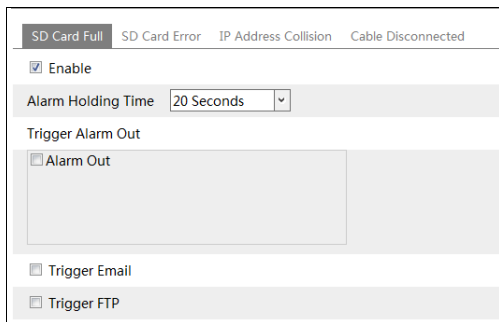 SD Card Full SD Card Error IP Address Collision Cable Disconnected
Enable
Alarm Holding Time 20 Seconds
Trigger Alarm Out
Alarm Out
Trigger Email
Trigger FTP